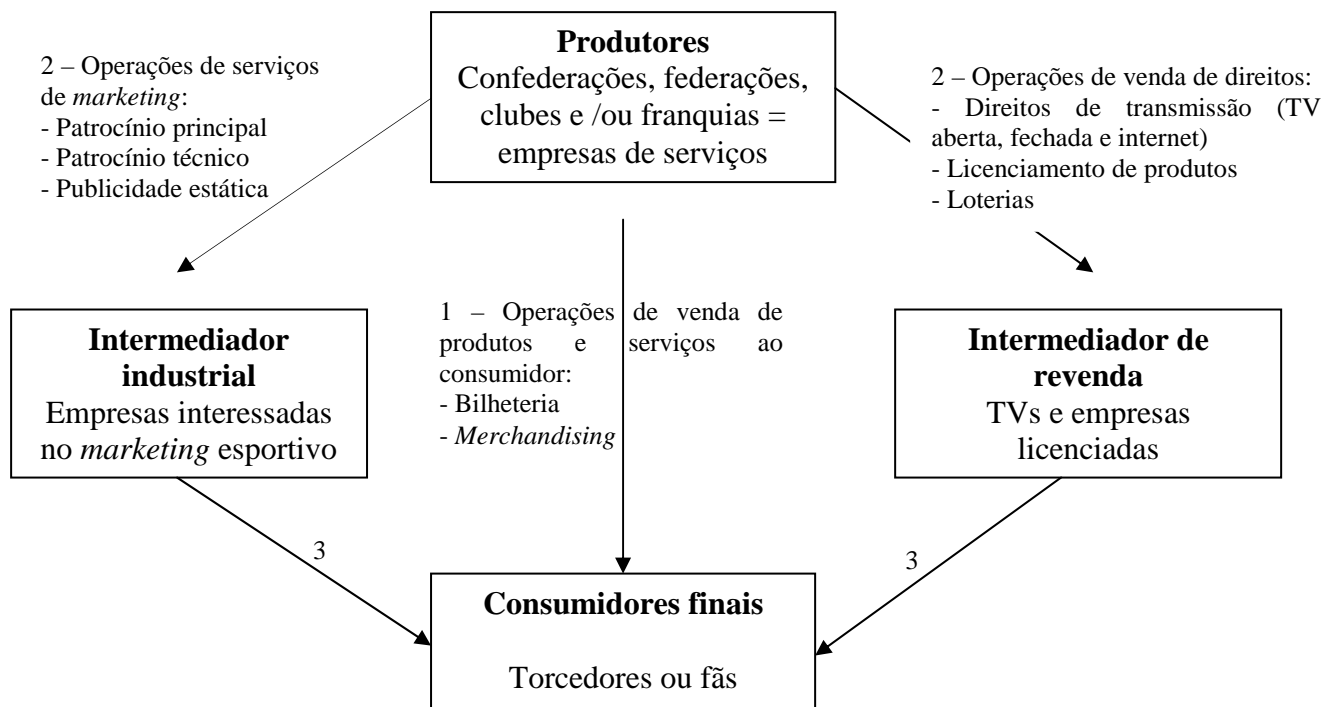 Produtores
Confederações, federações,
clubes e /ou franquias =
empresas de serviços
2 – Operações de serviços
de marketing:
- Patrocínio principal
- Patrocínio técnico
- Publicidade estática
2 – Operações de venda de direitos:
- Direitos de transmissão (TV
aberta, fechada e internet)
- Licenciamento de produtos
- Loterias
Intermediador
industrial
Empresas interessadas
no marketing esportivo
1 – Operações de venda de
produtos e serviços ao
consumidor:
- Bilheteria
- Merchandising
Intermediador de
revenda
TVs e empresas
licenciadas
3
3
Consumidores finais
Torcedores ou fãs